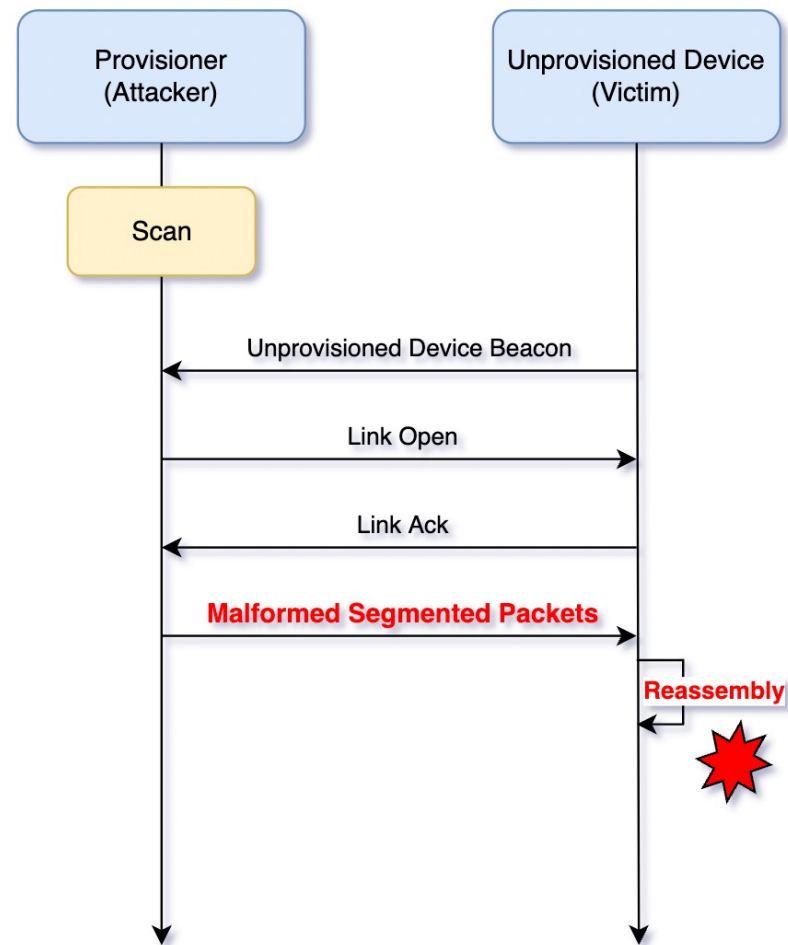 Provisioner
(Attacker)
Unprovisioned Device
(Victim)
Scan
Unprovisioned Device Beacon
Link Open
Link Ack
Malformed Segmented Packets
Reassembly